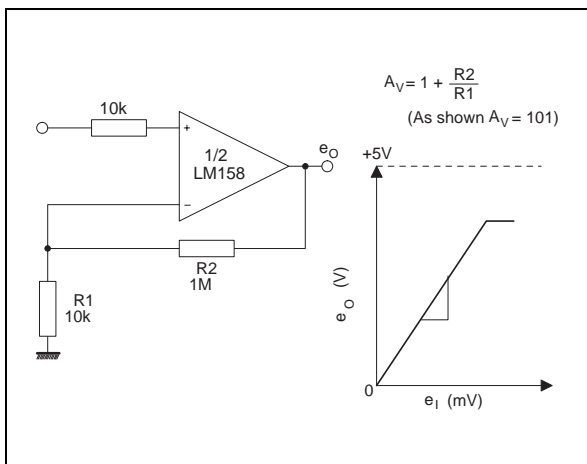 10k
+
1/2
LM158
−
e_O
R2
1M
R1
10k
A_V = 1 + R2/R1
(As shown A_V = 101)
+5V
e_O (V)
0
e_I (mV)